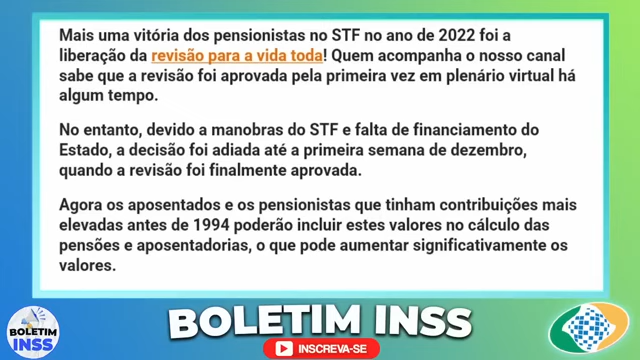 Mais uma vitória dos pensionistas no STF no ano de 2022 foi a
liberação da revisão para a vida toda! Quem acompanha o nosso canal
sabe que a revisão foi aprovada pela primeira vez em plenário virtual há
algum tempo.
No entanto, devido a manobras do STF e falta de financiamento do
Estado, a decisão foi adiada até a primeira semana de dezembro,
quando a revisão foi finalmente aprovada.
Agora os aposentados e os pensionistas que tinham contribuições mais
elevadas antes de 1994 poderão incluir estes valores no cálculo das
pensões e aposentadorias, o que pode aumentar significativamente os
valores.
BOLETIM
INSS
BOLETIM INSS
INSCREVA-SE